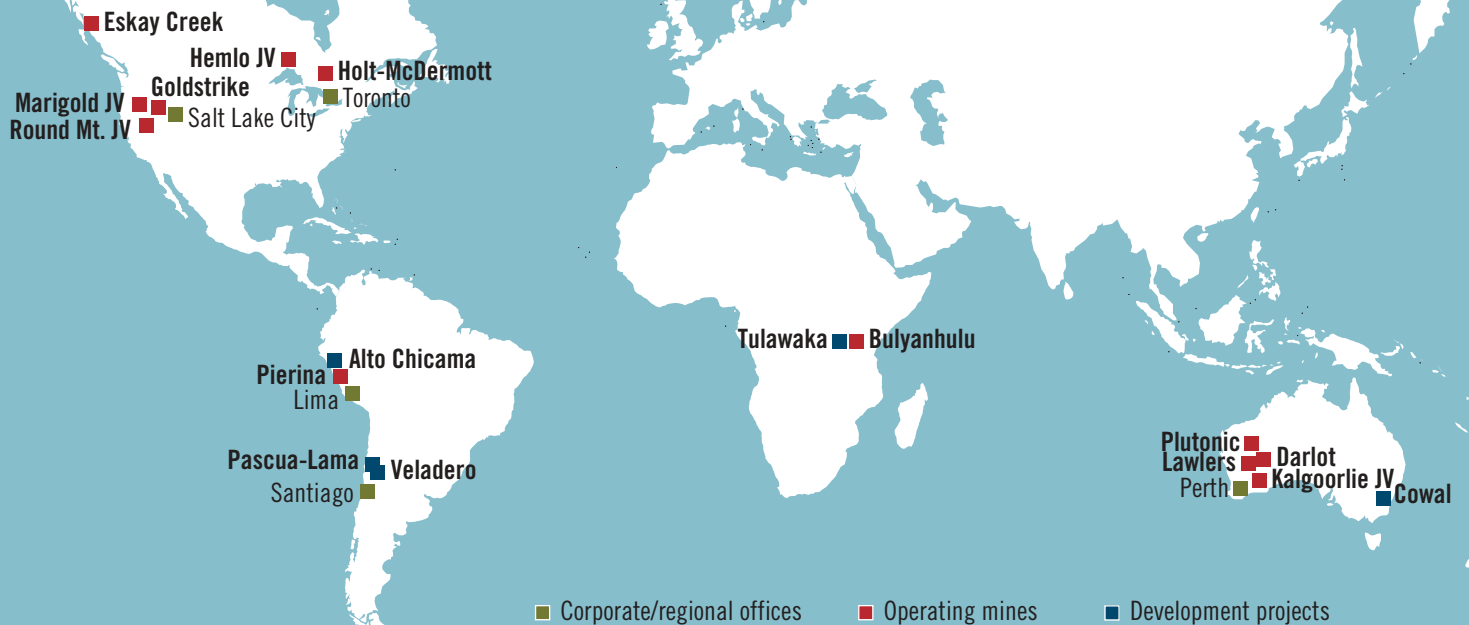 Eskay Creek
Hemlo JV
Holt-McDermott
Goldstrike
Toronto
Marigold JV
Salt Lake City
Round Mt. JV
Tulawaka
Bulyanhulu
Alto Chicama
Pierina
Lima
Plutonic
Darlot
Lawlers
Pascua-Lama
Veladero
Kalgoorlie JV
Perth
Santiago
Cowal
Corporate/regional offices
Operating mines
Development projects